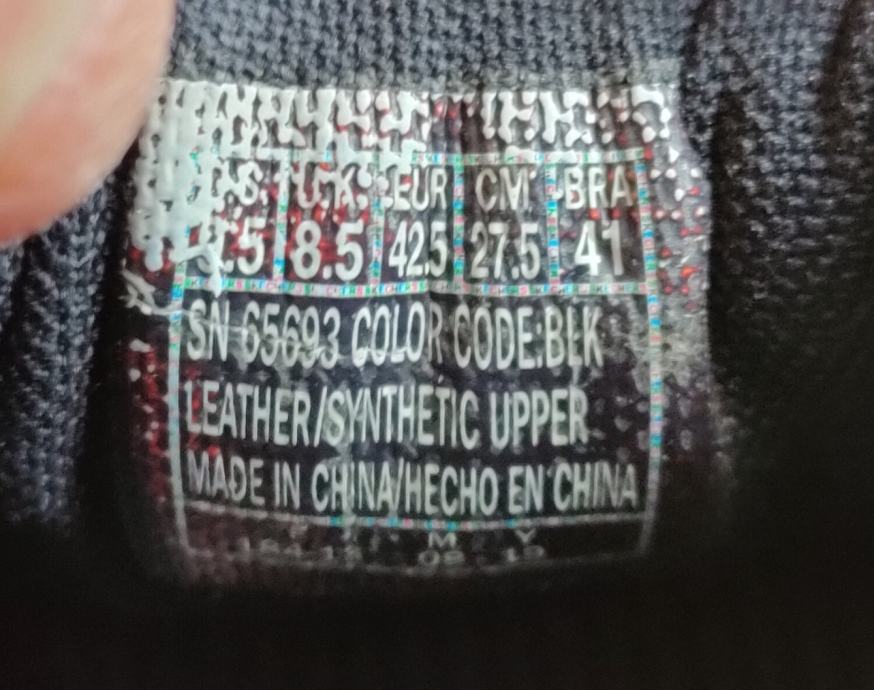 U.K. EUR CM BRA
8.5 42.5 27.5 41
SN 65693 COLOR CODE:BLK
LEATHER/SYNTHETIC UPPER
MADE IN CHINA/HECHO EN CHINA
M Y